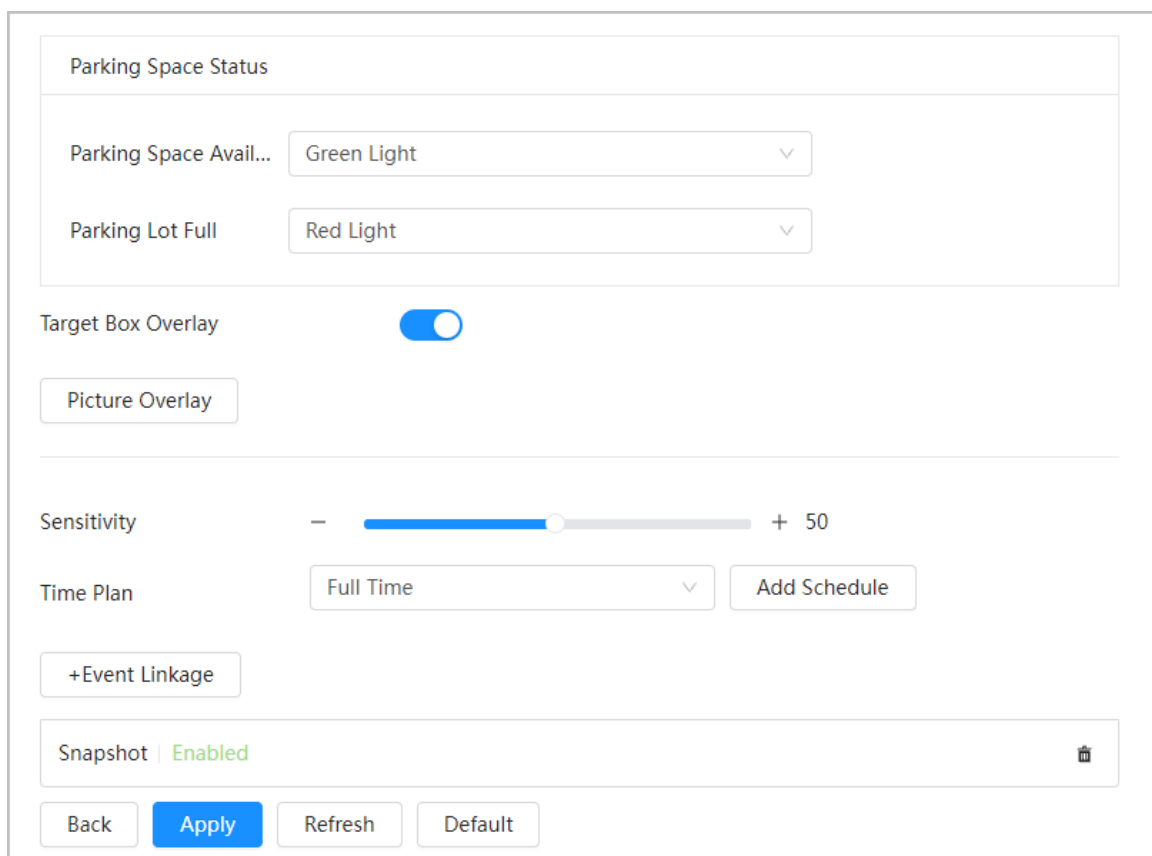 Parking Space Status
Parking Space Avail... Green Light
Parking Lot Full Red Light
Target Box Overlay
Picture Overlay
Sensitivity − + 50
Time Plan Full Time Add Schedule
+Event Linkage
Snapshot Enabled
Back Apply Refresh Default